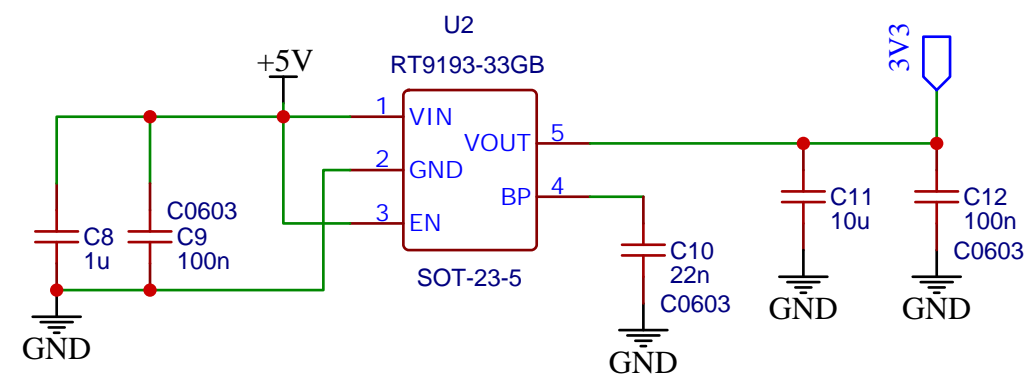 U2
RT9193-33GB
+5V
3V3
1
VIN
VOUT
5
2
GND
BP
4
3
EN
C0603
C8
1u
C9
100n
SOT-23-5
C10
22n
C0603
C11
10u
C12
100n
C0603
GND
GND
GND
GND